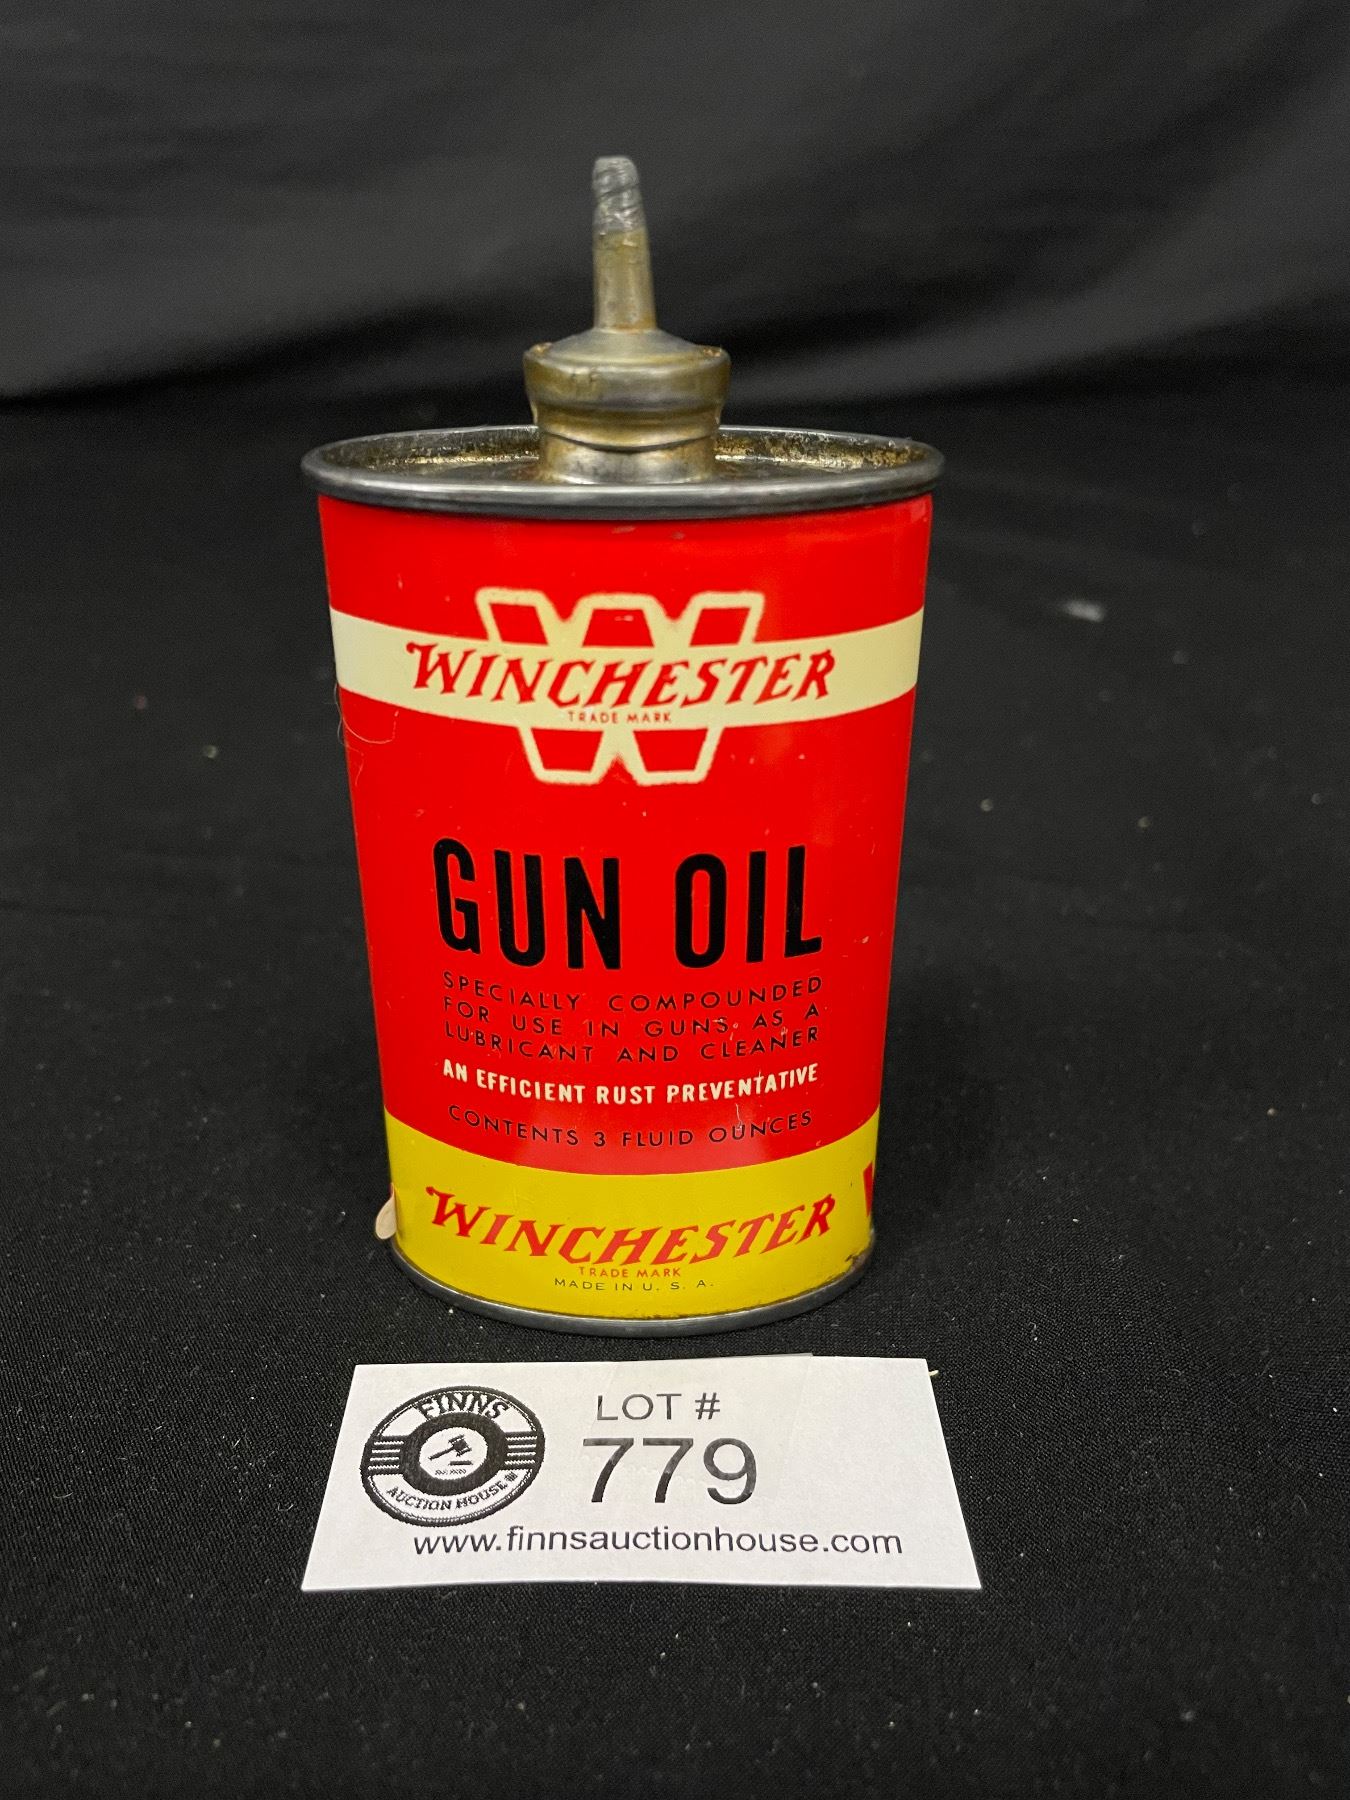 WINCHESTER
TRADE MARK
GUN OIL
SPECIALLY COMPOUNDED
FOR USE IN GUNS AS A
LUBRICANT AND CLEANER
AN EFFICIENT RUST PREVENTATIVE
CONTENTS 3 FLUID OUNCES
WINCHESTER
TRADE MARK
MADE IN U. S. A.
FINNS
AUCTION HOUSE
LOT #
779
www.finnsauctionhouse.com